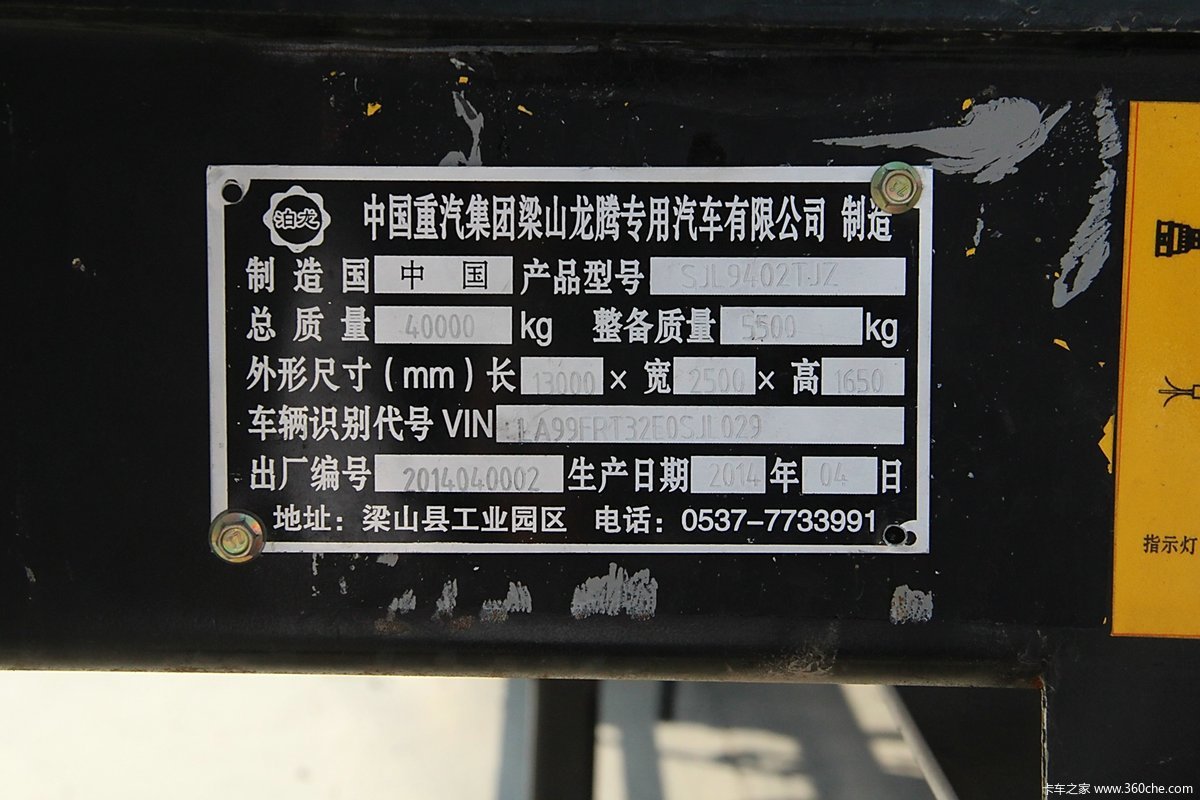 泊龙 中国重汽集团梁山龙腾专用汽车有限公司 制造
制造国 中国 产品型号 SJL9402TJZ
总质量 40000 kg 整备质量 5500 kg
外形尺寸(mm)长 13000 × 宽 2500 × 高 1650
车辆识别代号 VIN LA99FRT32E0SJL029
出厂编号 2014040002 生产日期 2014 年 04 日
地址：梁山县工业园区 电话：0537-7733991
指示灯
卡车之家 www.360che.com